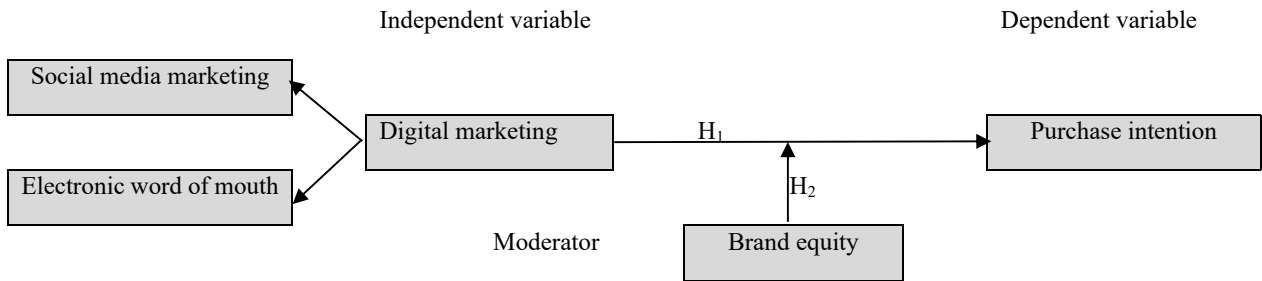 Independent variable
Dependent variable
Social media marketing
Digital marketing
H₁
Purchase intention
Electronic word of mouth
H₂
Moderator
Brand equity